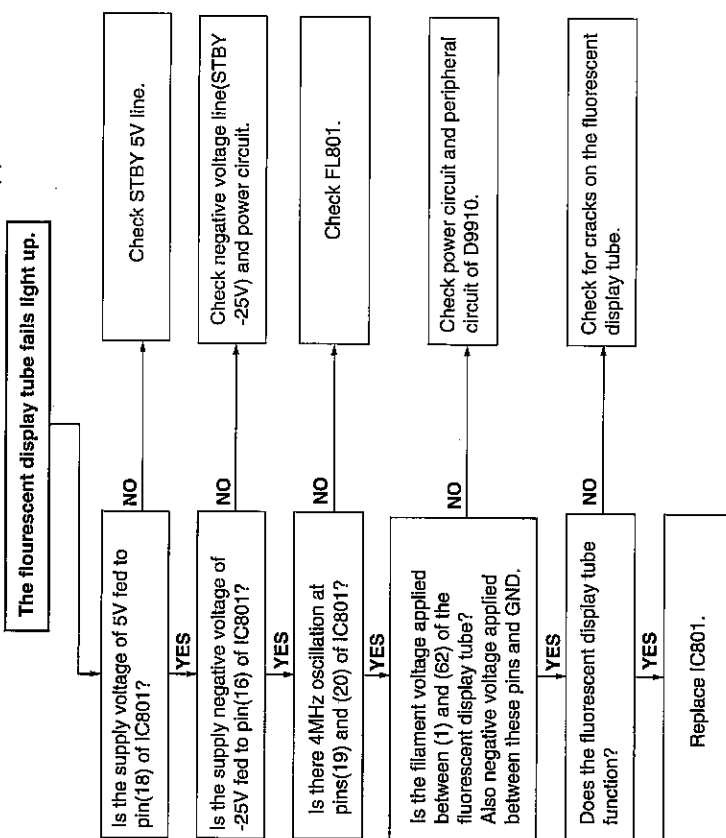 The flourescent display tube fails light up.
Is the supply voltage of 5V fed to
pin(18) of IC801?
NO
Check STBY 5V line.
YES
Is the supply negative voltage of
-25V fed to pin(16) of IC801?
NO
Check negative voltage line(STBY
-25V) and power circuit.
YES
Is there 4MHz oscillation at
pins(19) and (20) of IC801?
NO
Check FL801.
YES
Is the filament voltage applied
between (1) and (62) of the
fluorescent display tube?
Also negative voltage applied
between these pins and GND.
NO
Check power circuit and peripheral
circuit of D9910.
YES
Does the fluorescent display tube
function?
NO
Check for cracks on the fluorescent
display tube.
YES
Replace IC801.